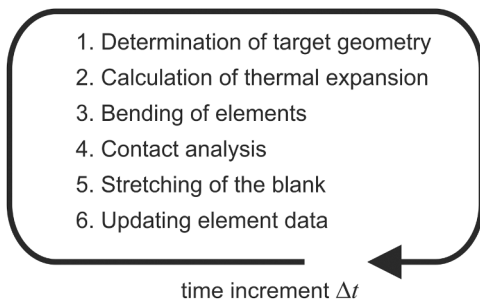 1. Determination of target geometry
2. Calculation of thermal expansion
3. Bending of elements
4. Contact analysis
5. Stretching of the blank
6. Updating element data
time increment Δt